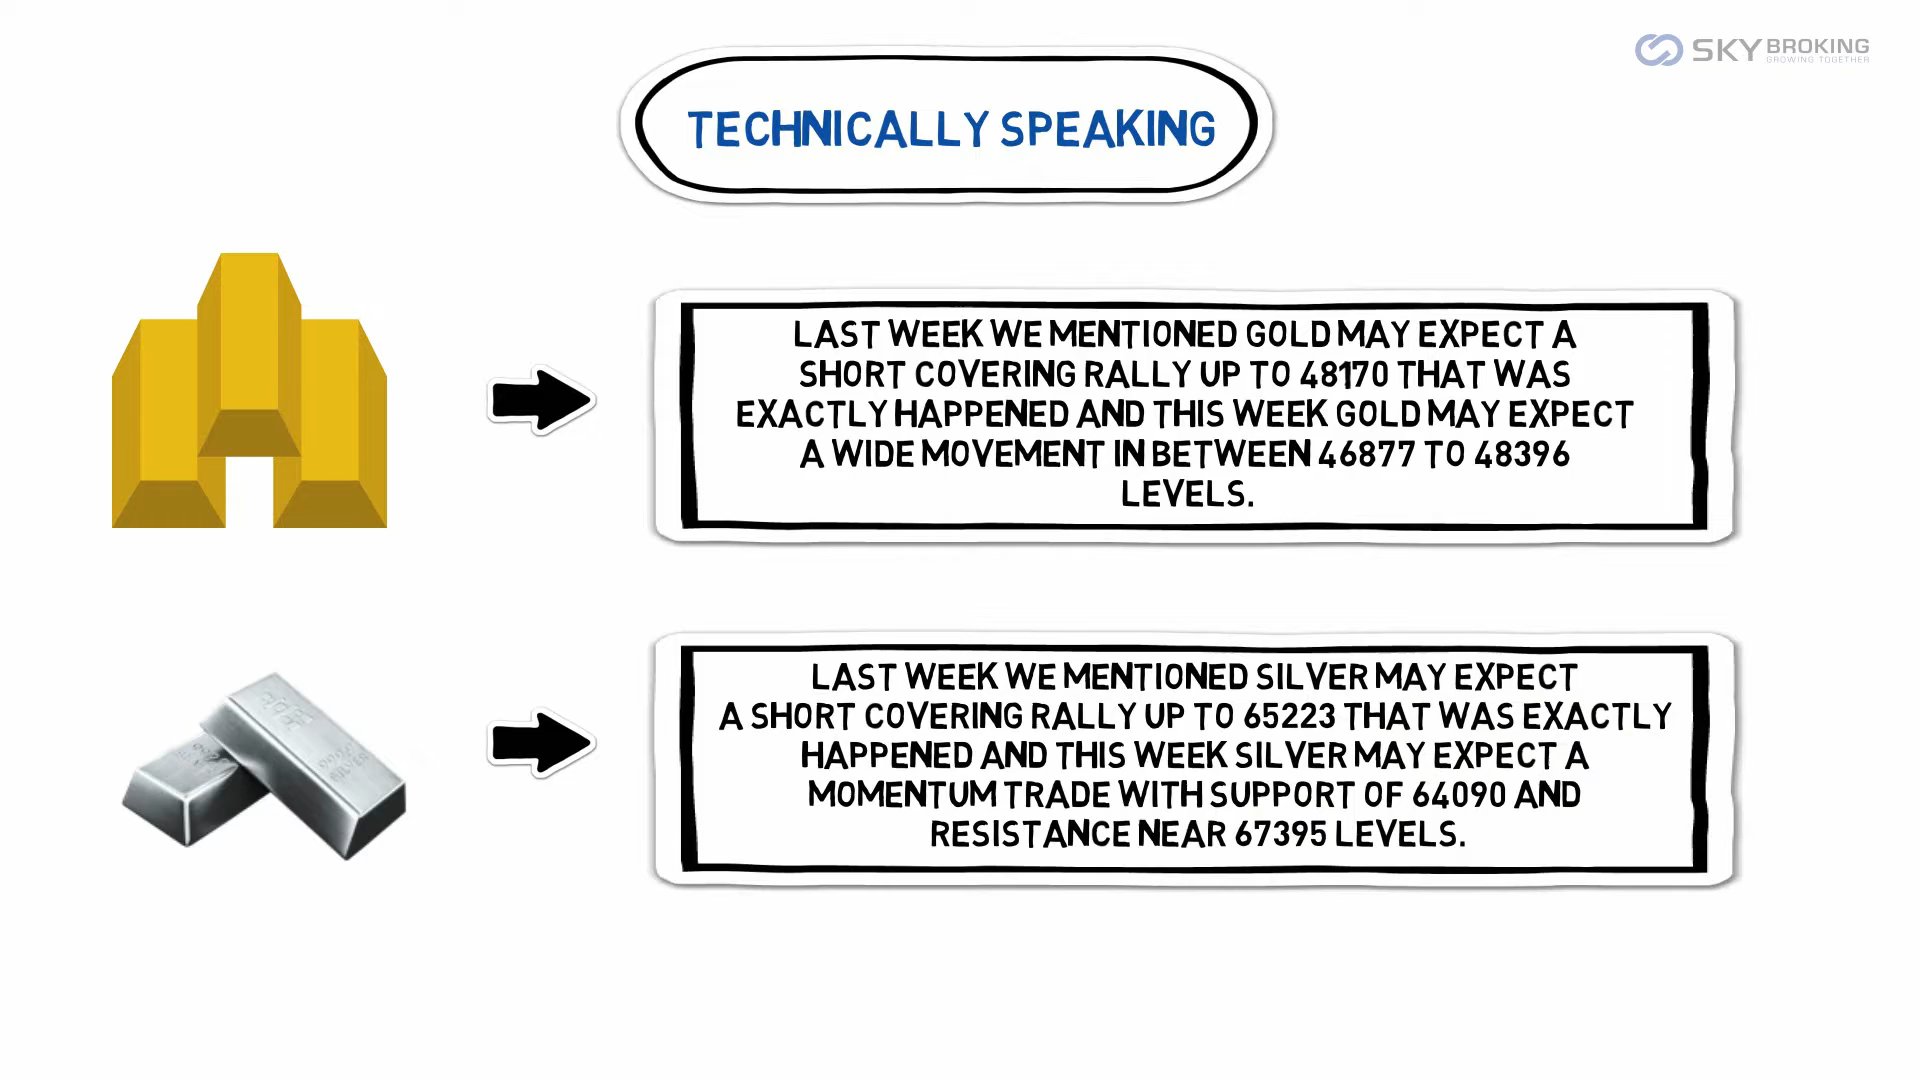 SKY BROKING
GROWING TOGETHER
TECHNICALLY SPEAKING
LAST WEEK WE MENTIONED GOLD MAY EXPECT A
SHORT COVERING RALLY UP TO 48170 THAT WAS
EXACTLY HAPPENED AND THIS WEEK GOLD MAY EXPECT
A WIDE MOVEMENT IN BETWEEN 46877 TO 48396
LEVELS.
LAST WEEK WE MENTIONED SILVER MAY EXPECT
A SHORT COVERING RALLY UP TO 65223 THAT WAS EXACTLY
HAPPENED AND THIS WEEK SILVER MAY EXPECT A
MOMENTUM TRADE WITH SUPPORT OF 64090 AND
RESISTANCE NEAR 67395 LEVELS.